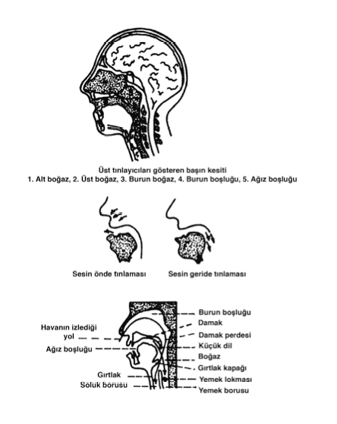 Üst tınlayıcıları gösteren başın kesiti
1. Alt boğaz, 2. Üst boğaz, 3. Burun boğaz, 4. Burun boşluğu, 5. Ağız boşluğu
Sesin önde tınlaması
Sesin geride tınlaması
Havanın izlediği
yol
Ağız boşluğu
Gırtlak
Soluk borusu
Burun boşluğu
Damak
Damak perdesi
Küçük dil
Boğaz
Gırtlak kapağı
Yemek lokması
Yemek borusu